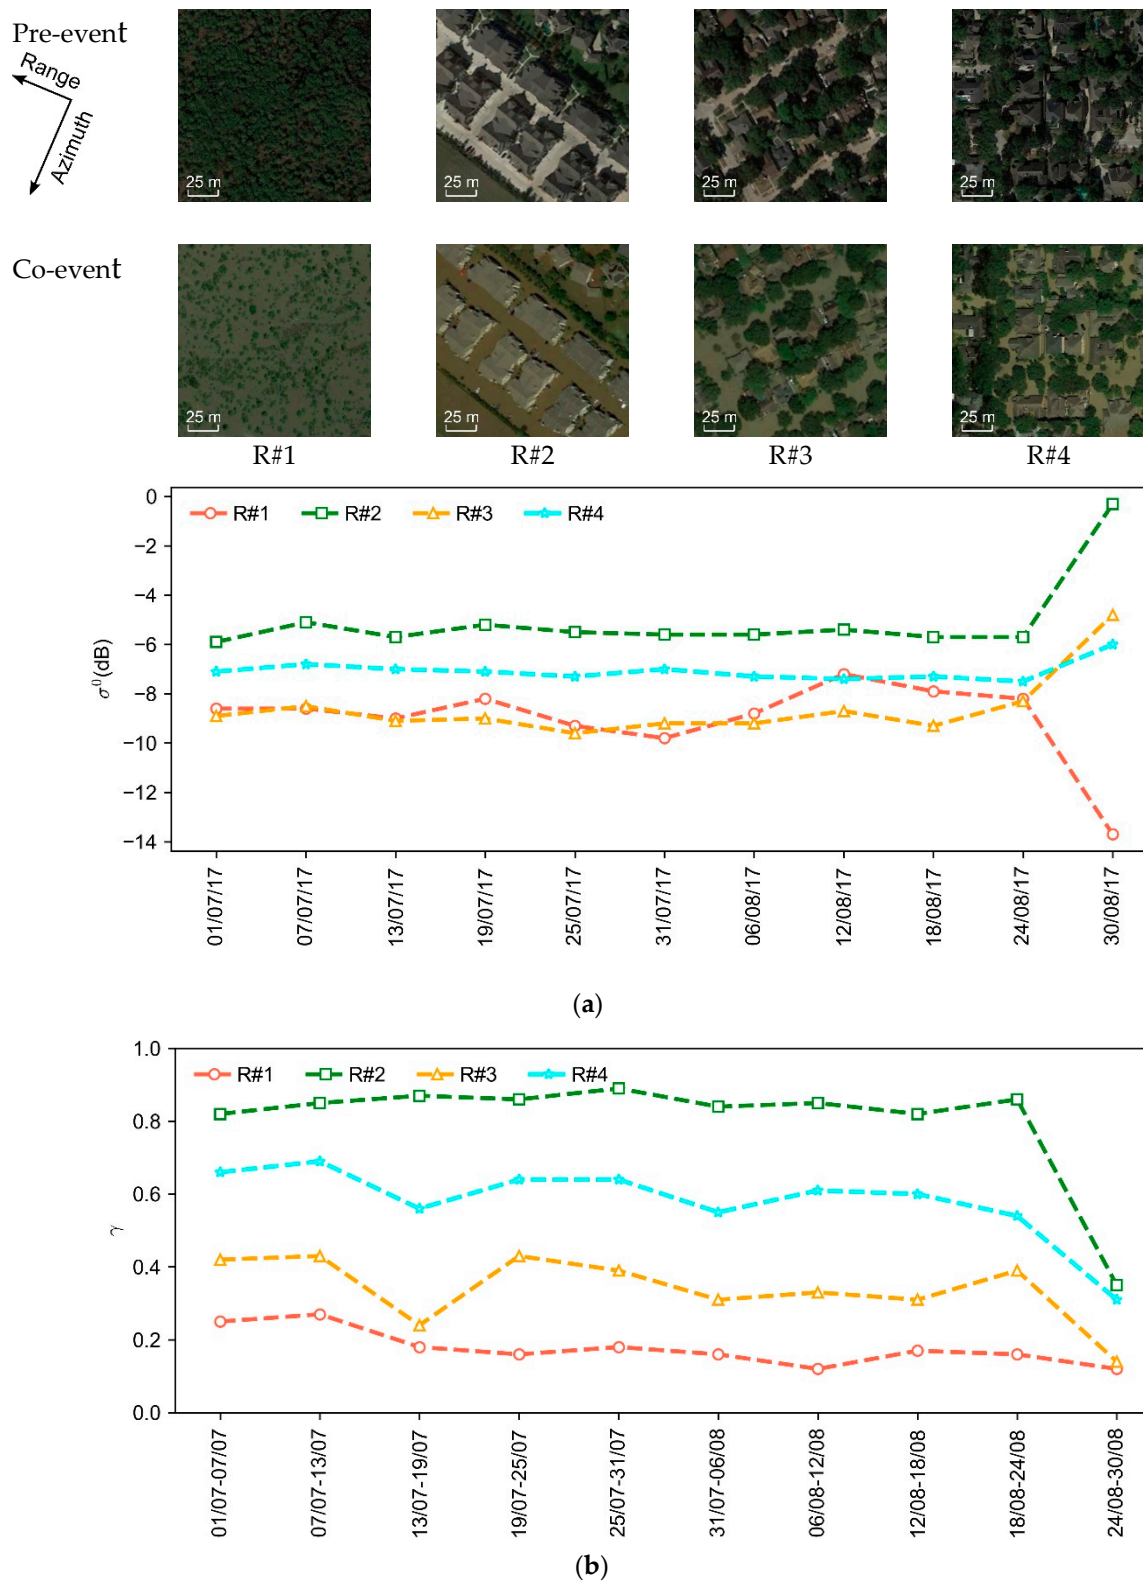 Pre-event
Range
Azimuth
25 m
25 m
25 m
25 m
Co-event
25 m
25 m
25 m
25 m
R#1
R#2
R#3
R#4
R#1 R#2 R#3 R#4
0
−2
−4
−6
−8
−10
−12
−14
σ⁰(dB)
01/07/17
07/07/17
13/07/17
19/07/17
25/07/17
31/07/17
06/08/17
12/08/17
18/08/17
24/08/17
30/08/17
(a)
R#1 R#2 R#3 R#4
1.0
0.8
0.6
0.4
0.2
0.0
γ
01/07-07/07
07/07-13/07
13/07-19/07
19/07-25/07
25/07-31/07
31/07-06/08
06/08-12/08
12/08-18/08
18/08-24/08
24/08-30/08
(b)